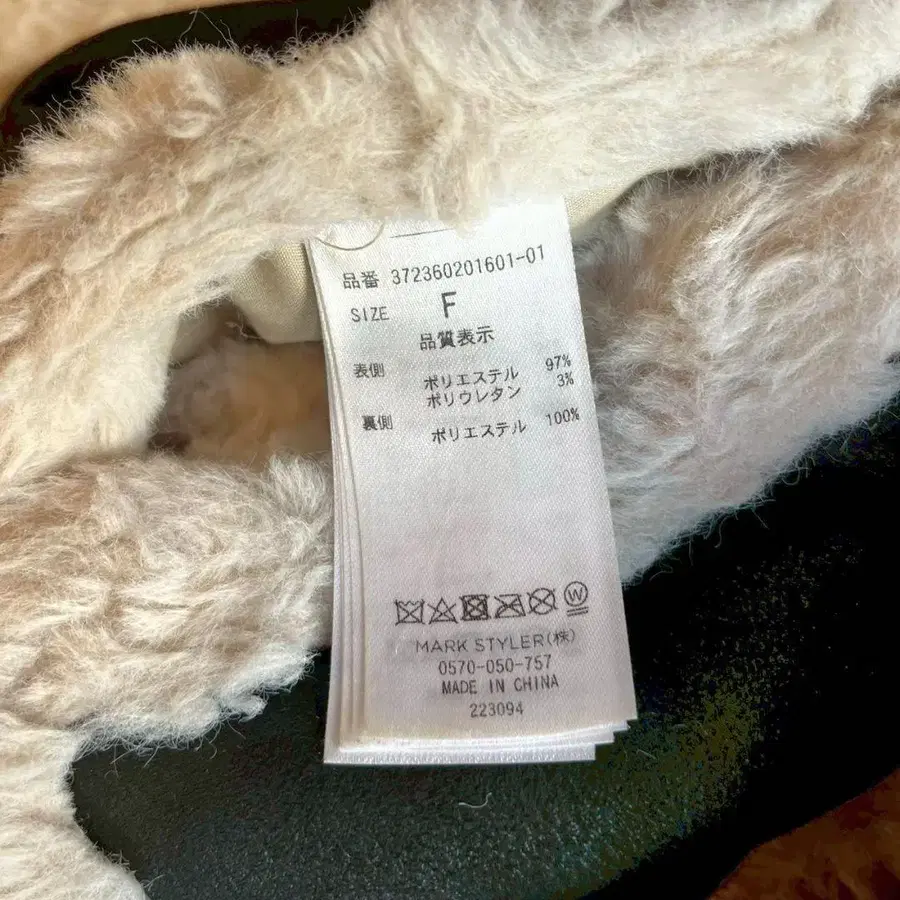 品番 372360201601-01
SIZE F
品質表示
表側 ポリエステル 97%
ポリウレタン 3%
裏側 ポリエステル 100%
W
MARK STYLER(株)
0570-050-757
MADE IN CHINA
223094